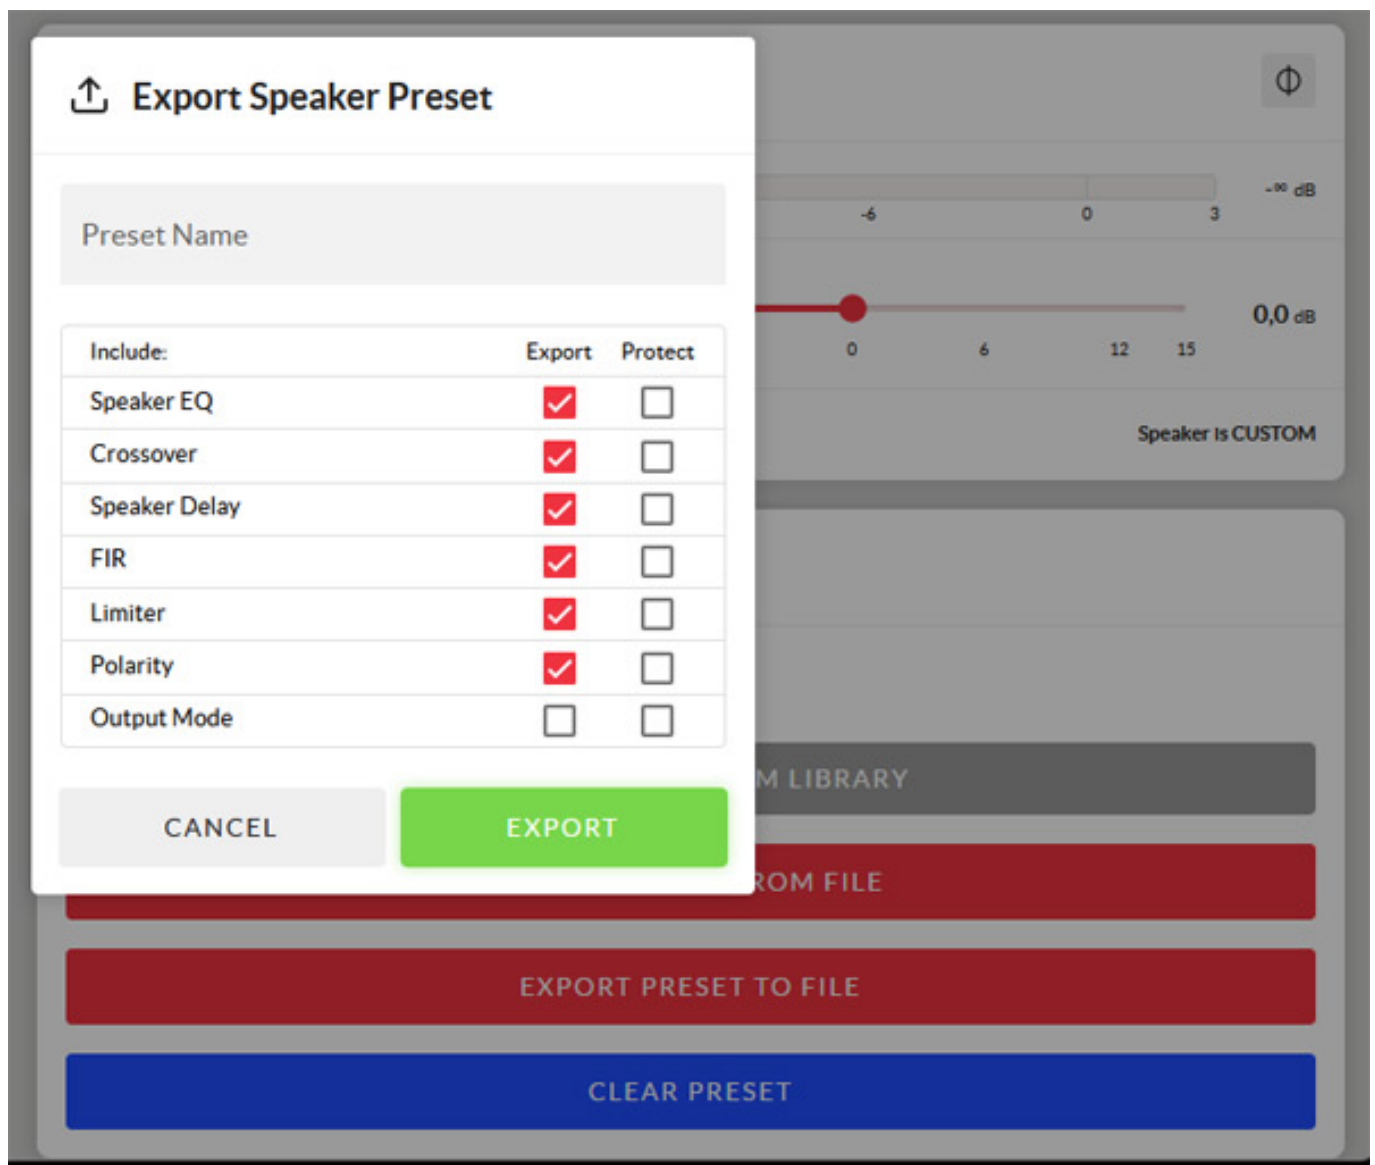 Export Speaker Preset
Preset Name
Include: Export Protect
Speaker EQ
Crossover
Speaker Delay
FIR
Limiter
Polarity
Output Mode
CANCEL EXPORT
-∞ dB
-6 0 3
0,0 dB
0 6 12 15
Speaker is CUSTOM
LIBRARY
FILE
EXPORT PRESET TO FILE
CLEAR PRESET